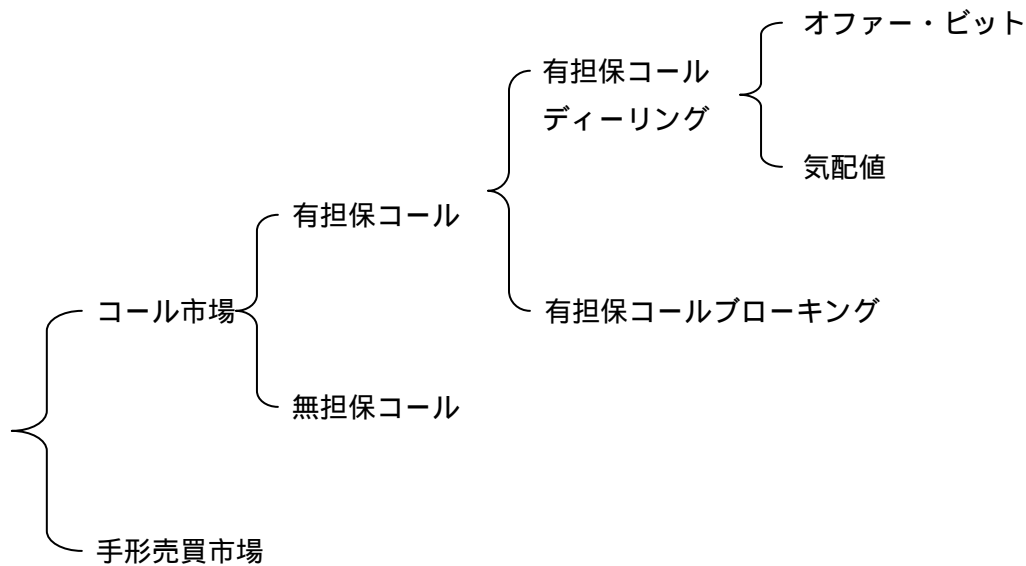 オファー・ビット
有担保コール
ディーリング
気配値
有担保コール
コール市場
有担保コールブローキング
無担保コール
手形売買市場